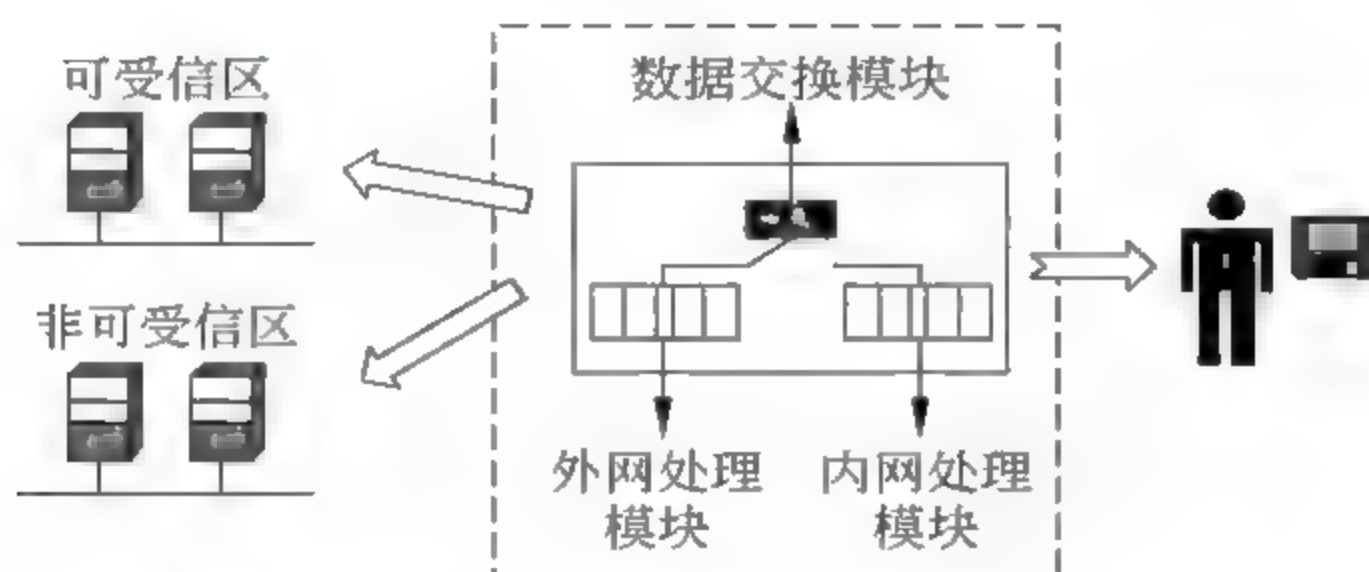 可受信区
数据交换模块
非可受信区
外网处理
模块
内网处理
模块